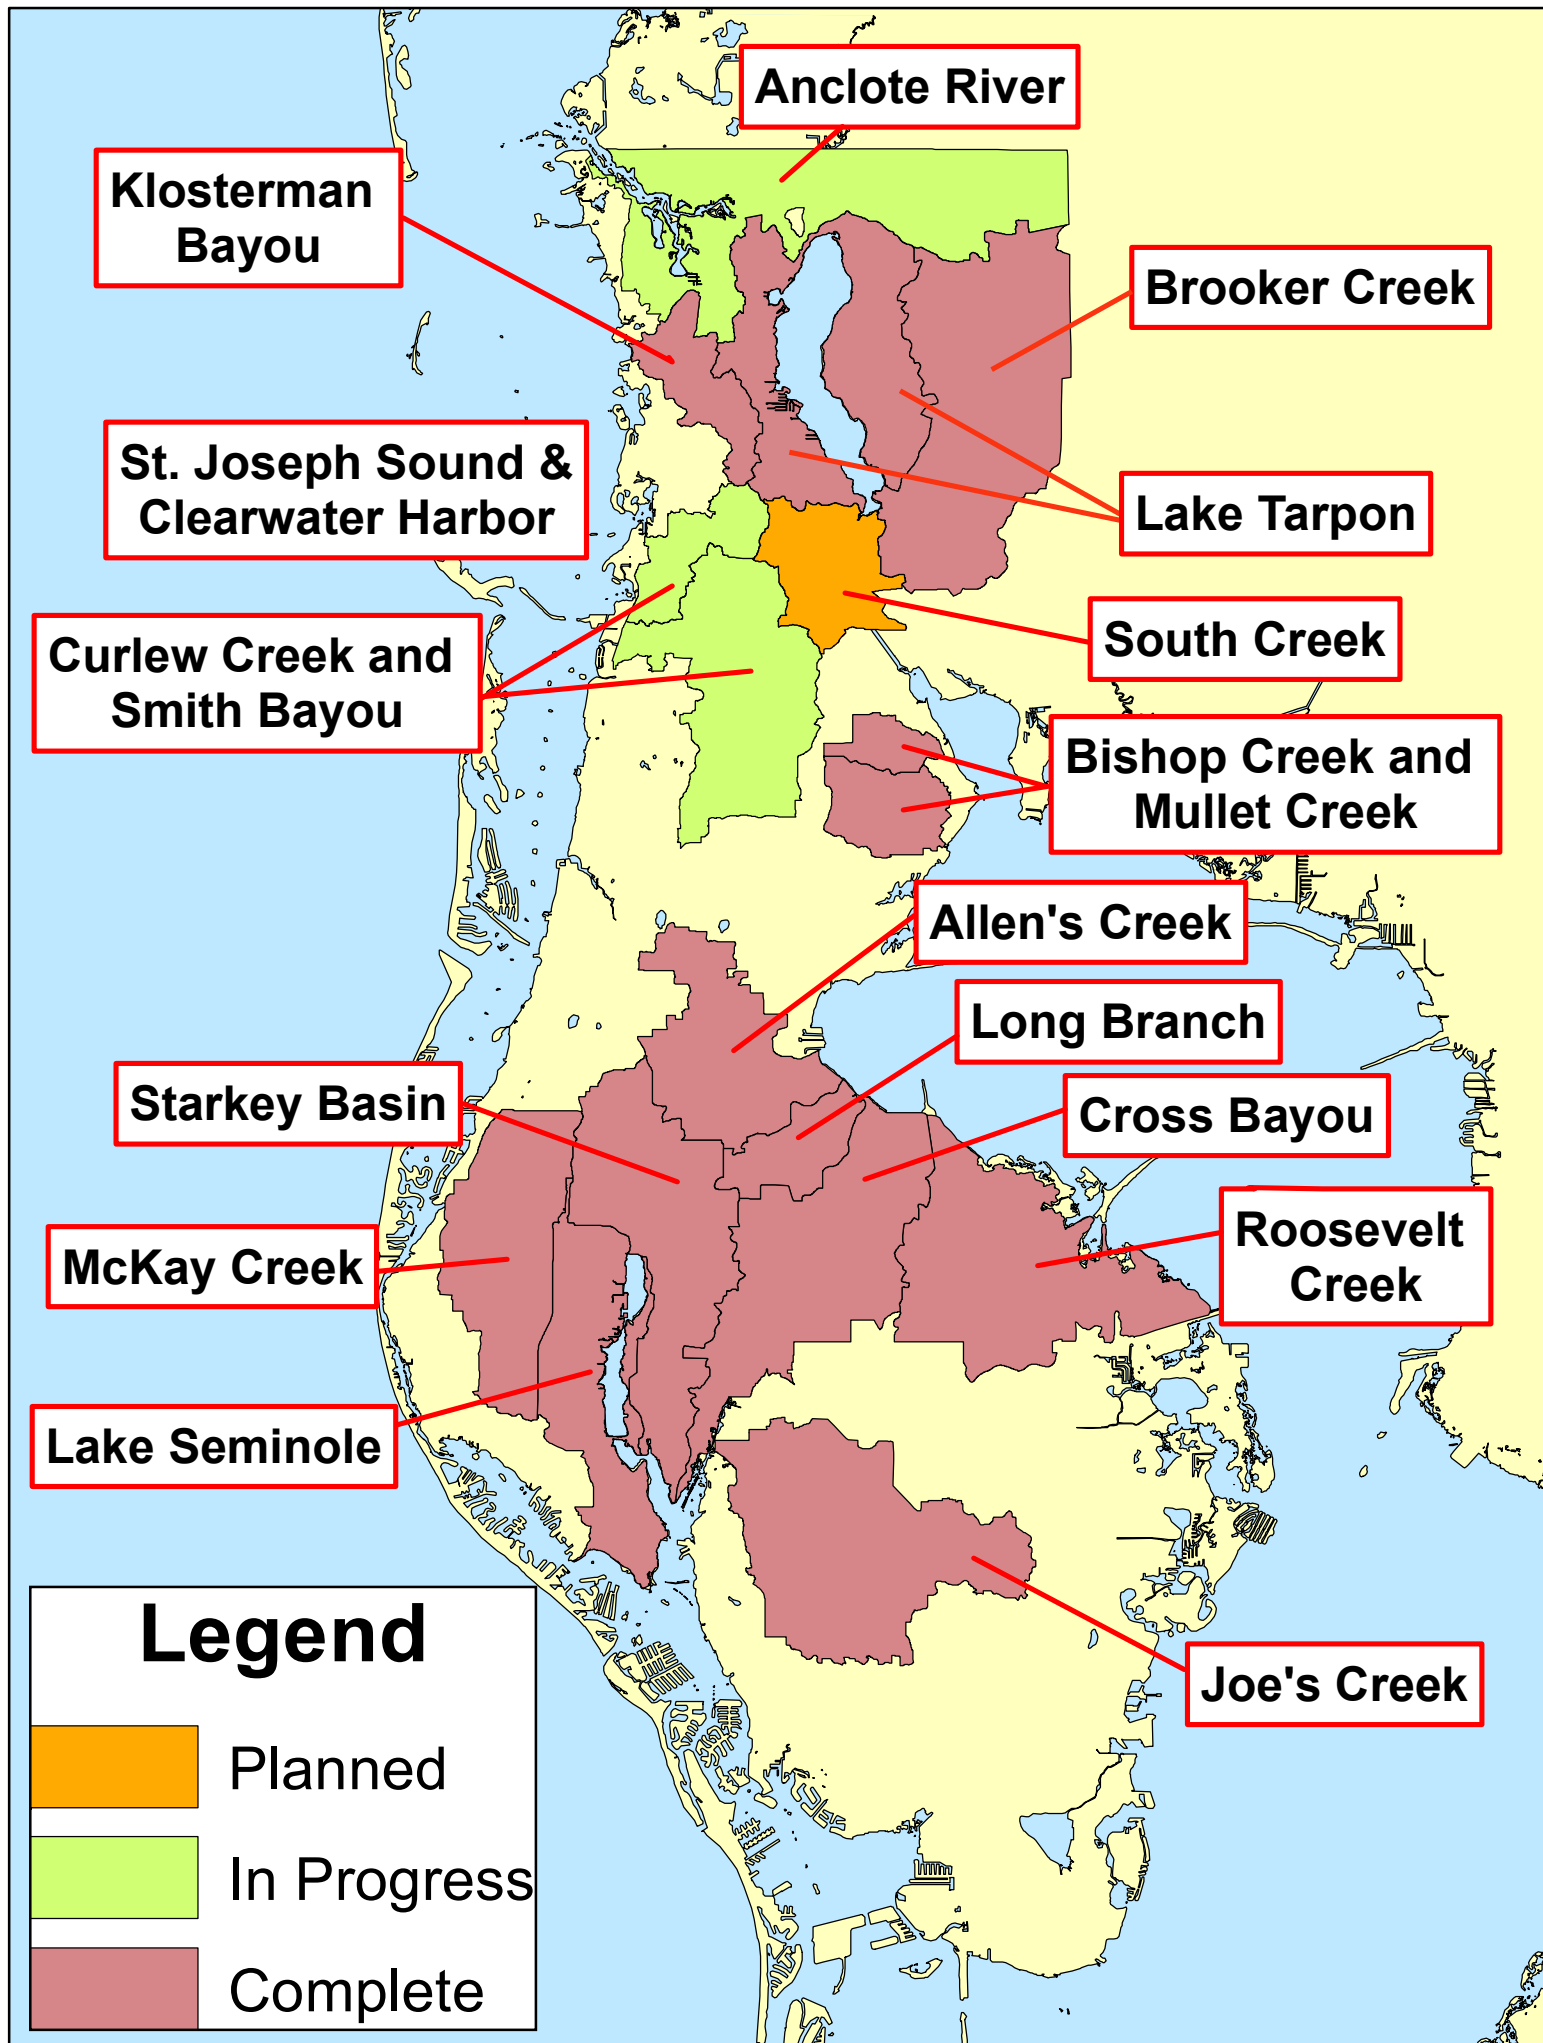 Anclote River
Klosterman
Bayou
Brooker Creek
St. Joseph Sound &
Clearwater Harbor
Lake Tarpon
South Creek
Curlew Creek and
Smith Bayou
Bishop Creek and
Mullet Creek
Allen's Creek
Long Branch
Starkey Basin
Cross Bayou
Roosevelt
Creek
McKay Creek
Lake Seminole
Joe's Creek
Legend
Planned
In Progress
Complete